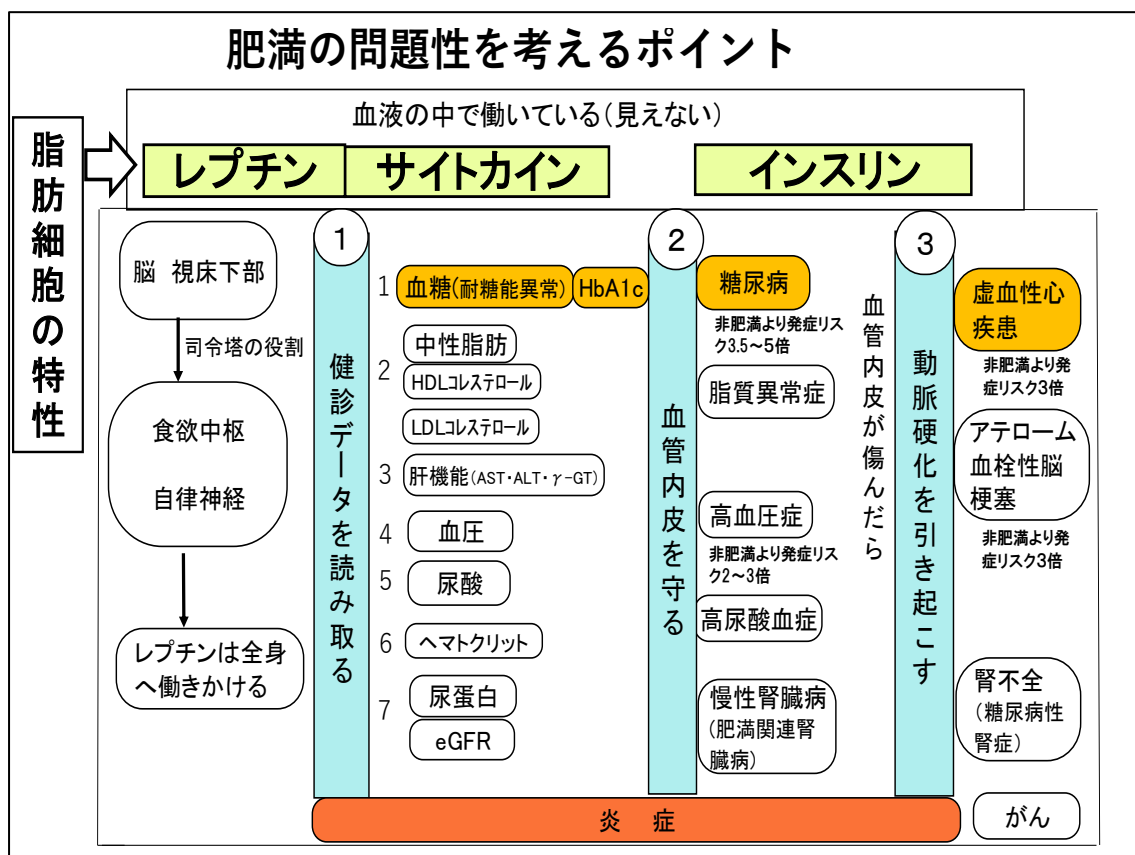 肥満の問題性を考えるポイント
脂肪細胞の特性
血液の中で働いている(見えない)
レプチン
サイトカイン
インスリン
脳 視床下部
司令塔の役割
食欲中枢
自律神経
レプチンは全身
へ働きかける
1
健診データを読み取る
1 血糖(耐糖能異常) HbA1c
2 中性脂肪
HDLコレステロール
LDLコレステロール
3 肝機能(AST・ALT・γ-GT)
4 血圧
5 尿酸
6 ヘマトクリット
7 尿蛋白
eGFR
2
血管内皮を守る
糖尿病
非肥満より発症リス
ク3.5～5倍
脂質異常症
高血圧症
非肥満より発症リス
ク2～3倍
高尿酸血症
慢性腎臓病
(肥満関連腎
臓病)
血管内皮が傷んだら
3
動脈硬化を引き起こす
虚血性心
疾患
非肥満より発
症リスク3倍
アテローム
血栓性脳
梗塞
非肥満より発
症リスク3倍
腎不全
(糖尿病性
腎症)
がん
炎 症